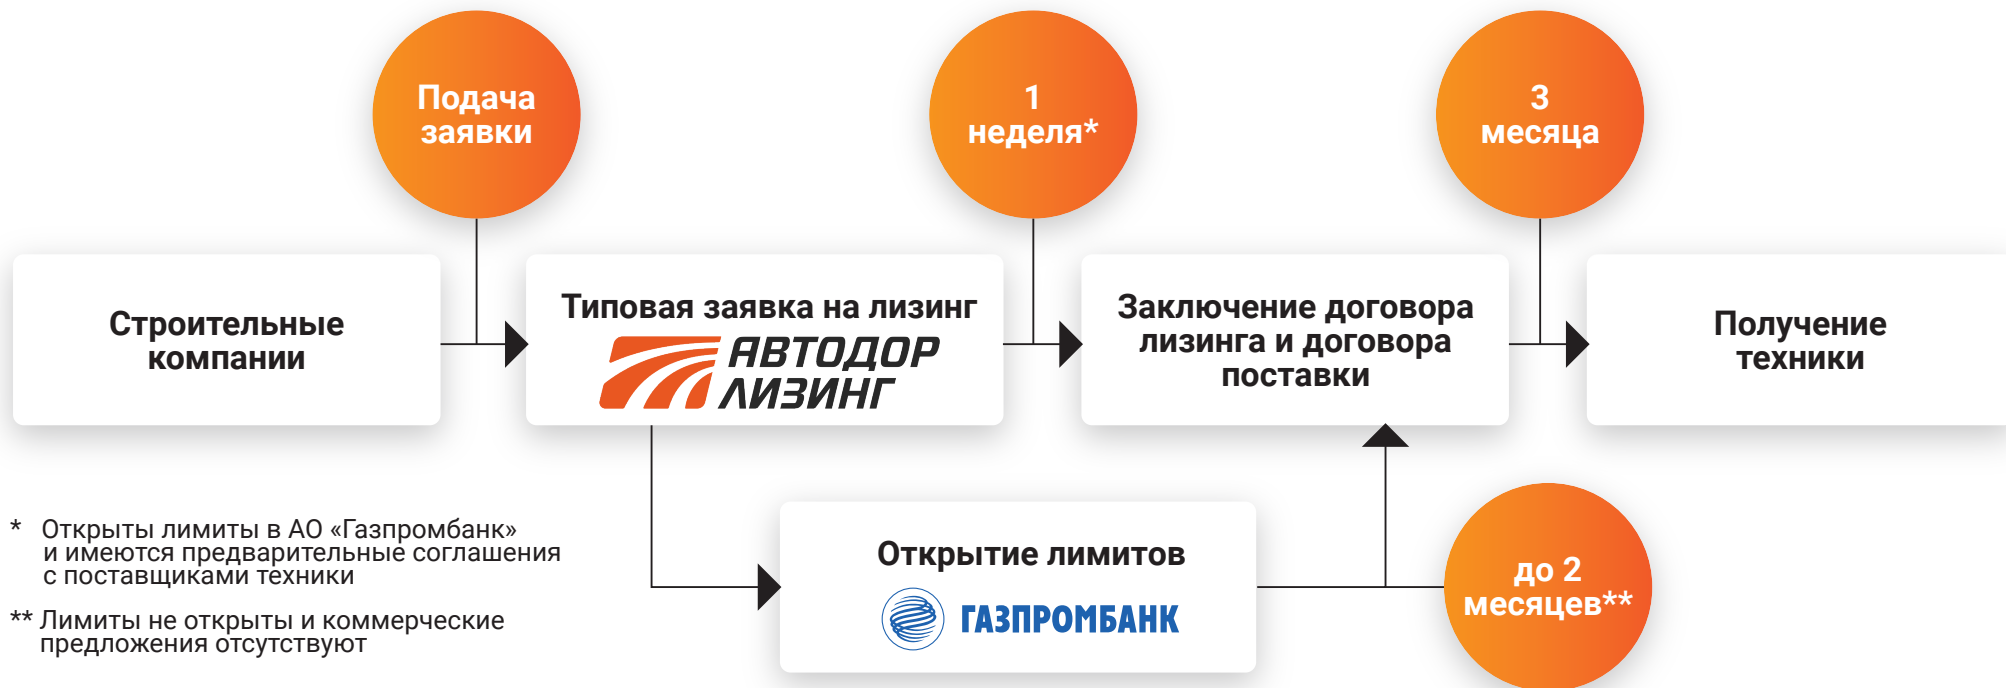 Подача
заявки
1
неделя*
3
месяца
Строительные
компании
Типовая заявка на лизинг
АВТОДОР
ЛИЗИНГ
Заключение договора
лизинга и договора
поставки
Получение
техники
Открытие лимитов
ГАЗПРОМБАНК
до 2
месяцев**
* Открыты лимиты в АО «Газпромбанк»
и имеются предварительные соглашения
с поставщиками техники
** Лимиты не открыты и коммерческие
предложения отсутствуют